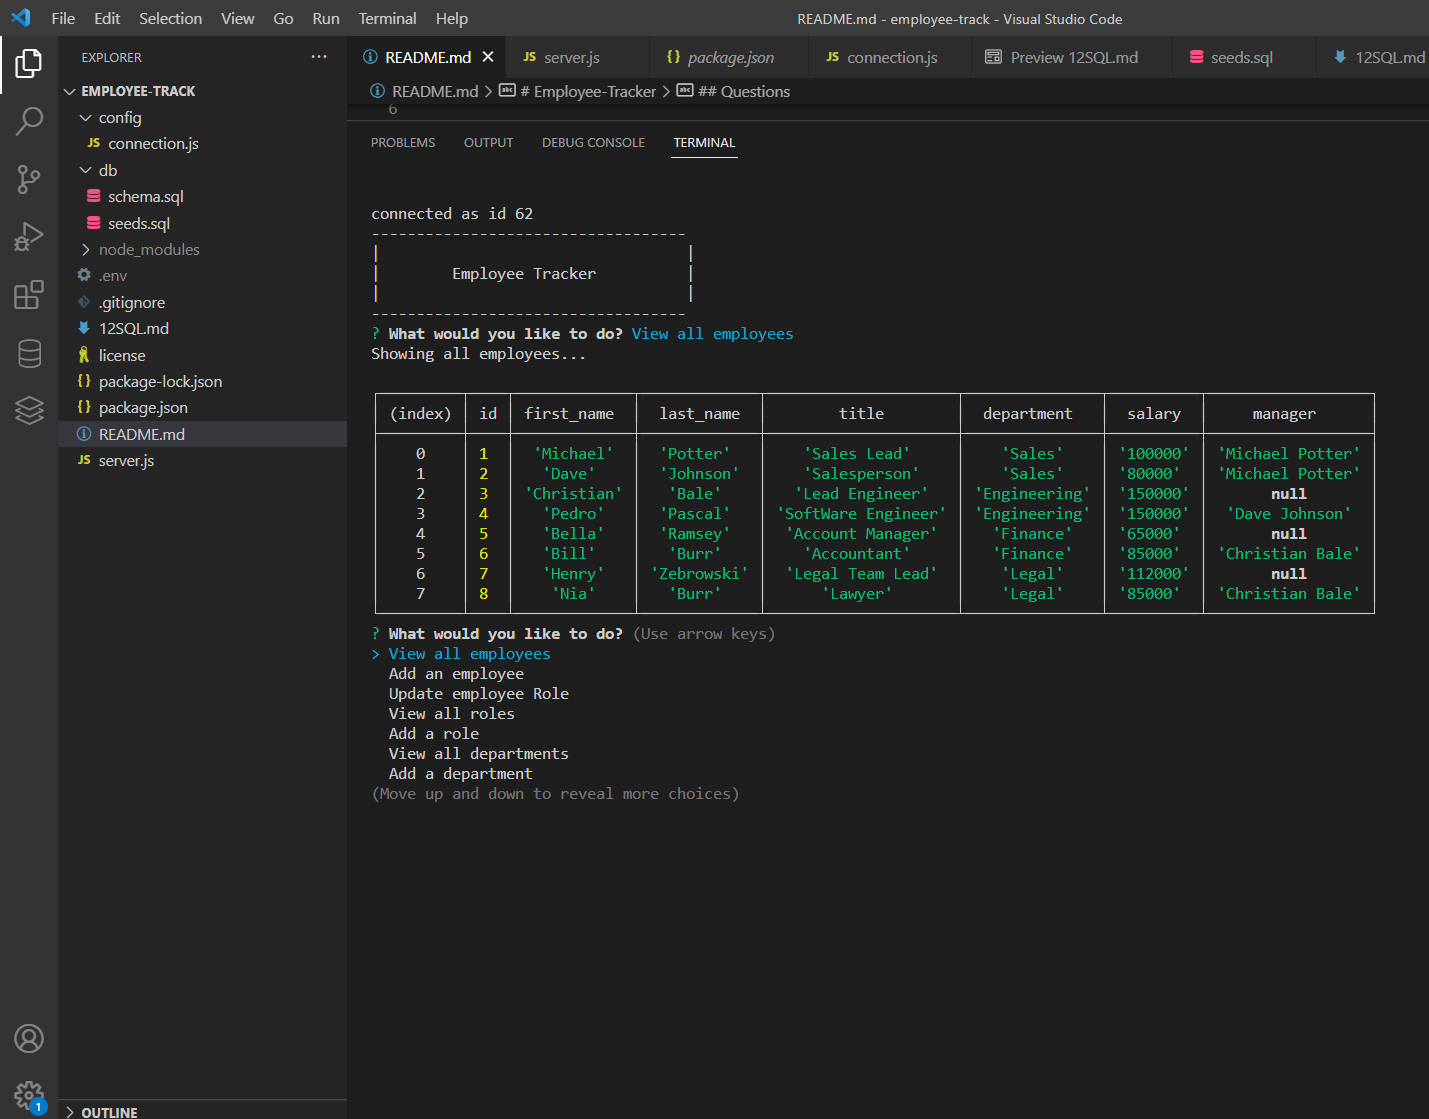 File Edit Selection View Go Run Terminal Help README.md - employee-track - Visual Studio Code
EXPLORER ···
EMPLOYEE-TRACK
config
JS connection.js
db
schema.sql
seeds.sql
node_modules
.env
.gitignore
12SQL.md
license
{} package-lock.json
{} package.json
README.md
JS server.js
OUTLINE
1
README.md JS server.js {} package.json JS connection.js Preview 12SQL.md seeds.sql 12SQL.md
README.md > # Employee-Tracker > ## Questions
6
PROBLEMS OUTPUT DEBUG CONSOLE TERMINAL
connected as id 62
-----------------------------------
| |
| Employee Tracker |
| |
-----------------------------------
? What would you like to do? View all employees
Showing all employees...
(index) id first_name last_name title department salary manager
0 1 'Michael' 'Potter' 'Sales Lead' 'Sales' '100000' 'Michael Potter'
1 2 'Dave' 'Johnson' 'Salesperson' 'Sales' '80000' 'Michael Potter'
2 3 'Christian' 'Bale' 'Lead Engineer' 'Engineering' '150000' null
3 4 'Pedro' 'Pascal' 'SoftWare Engineer' 'Engineering' '150000' 'Dave Johnson'
4 5 'Bella' 'Ramsey' 'Account Manager' 'Finance' '65000' null
5 6 'Bill' 'Burr' 'Accountant' 'Finance' '85000' 'Christian Bale'
6 7 'Henry' 'Zebrowski' 'Legal Team Lead' 'Legal' '112000' null
7 8 'Nia' 'Burr' 'Lawyer' 'Legal' '85000' 'Christian Bale'
? What would you like to do? (Use arrow keys)
> View all employees
Add an employee
Update employee Role
View all roles
Add a role
View all departments
Add a department
(Move up and down to reveal more choices)